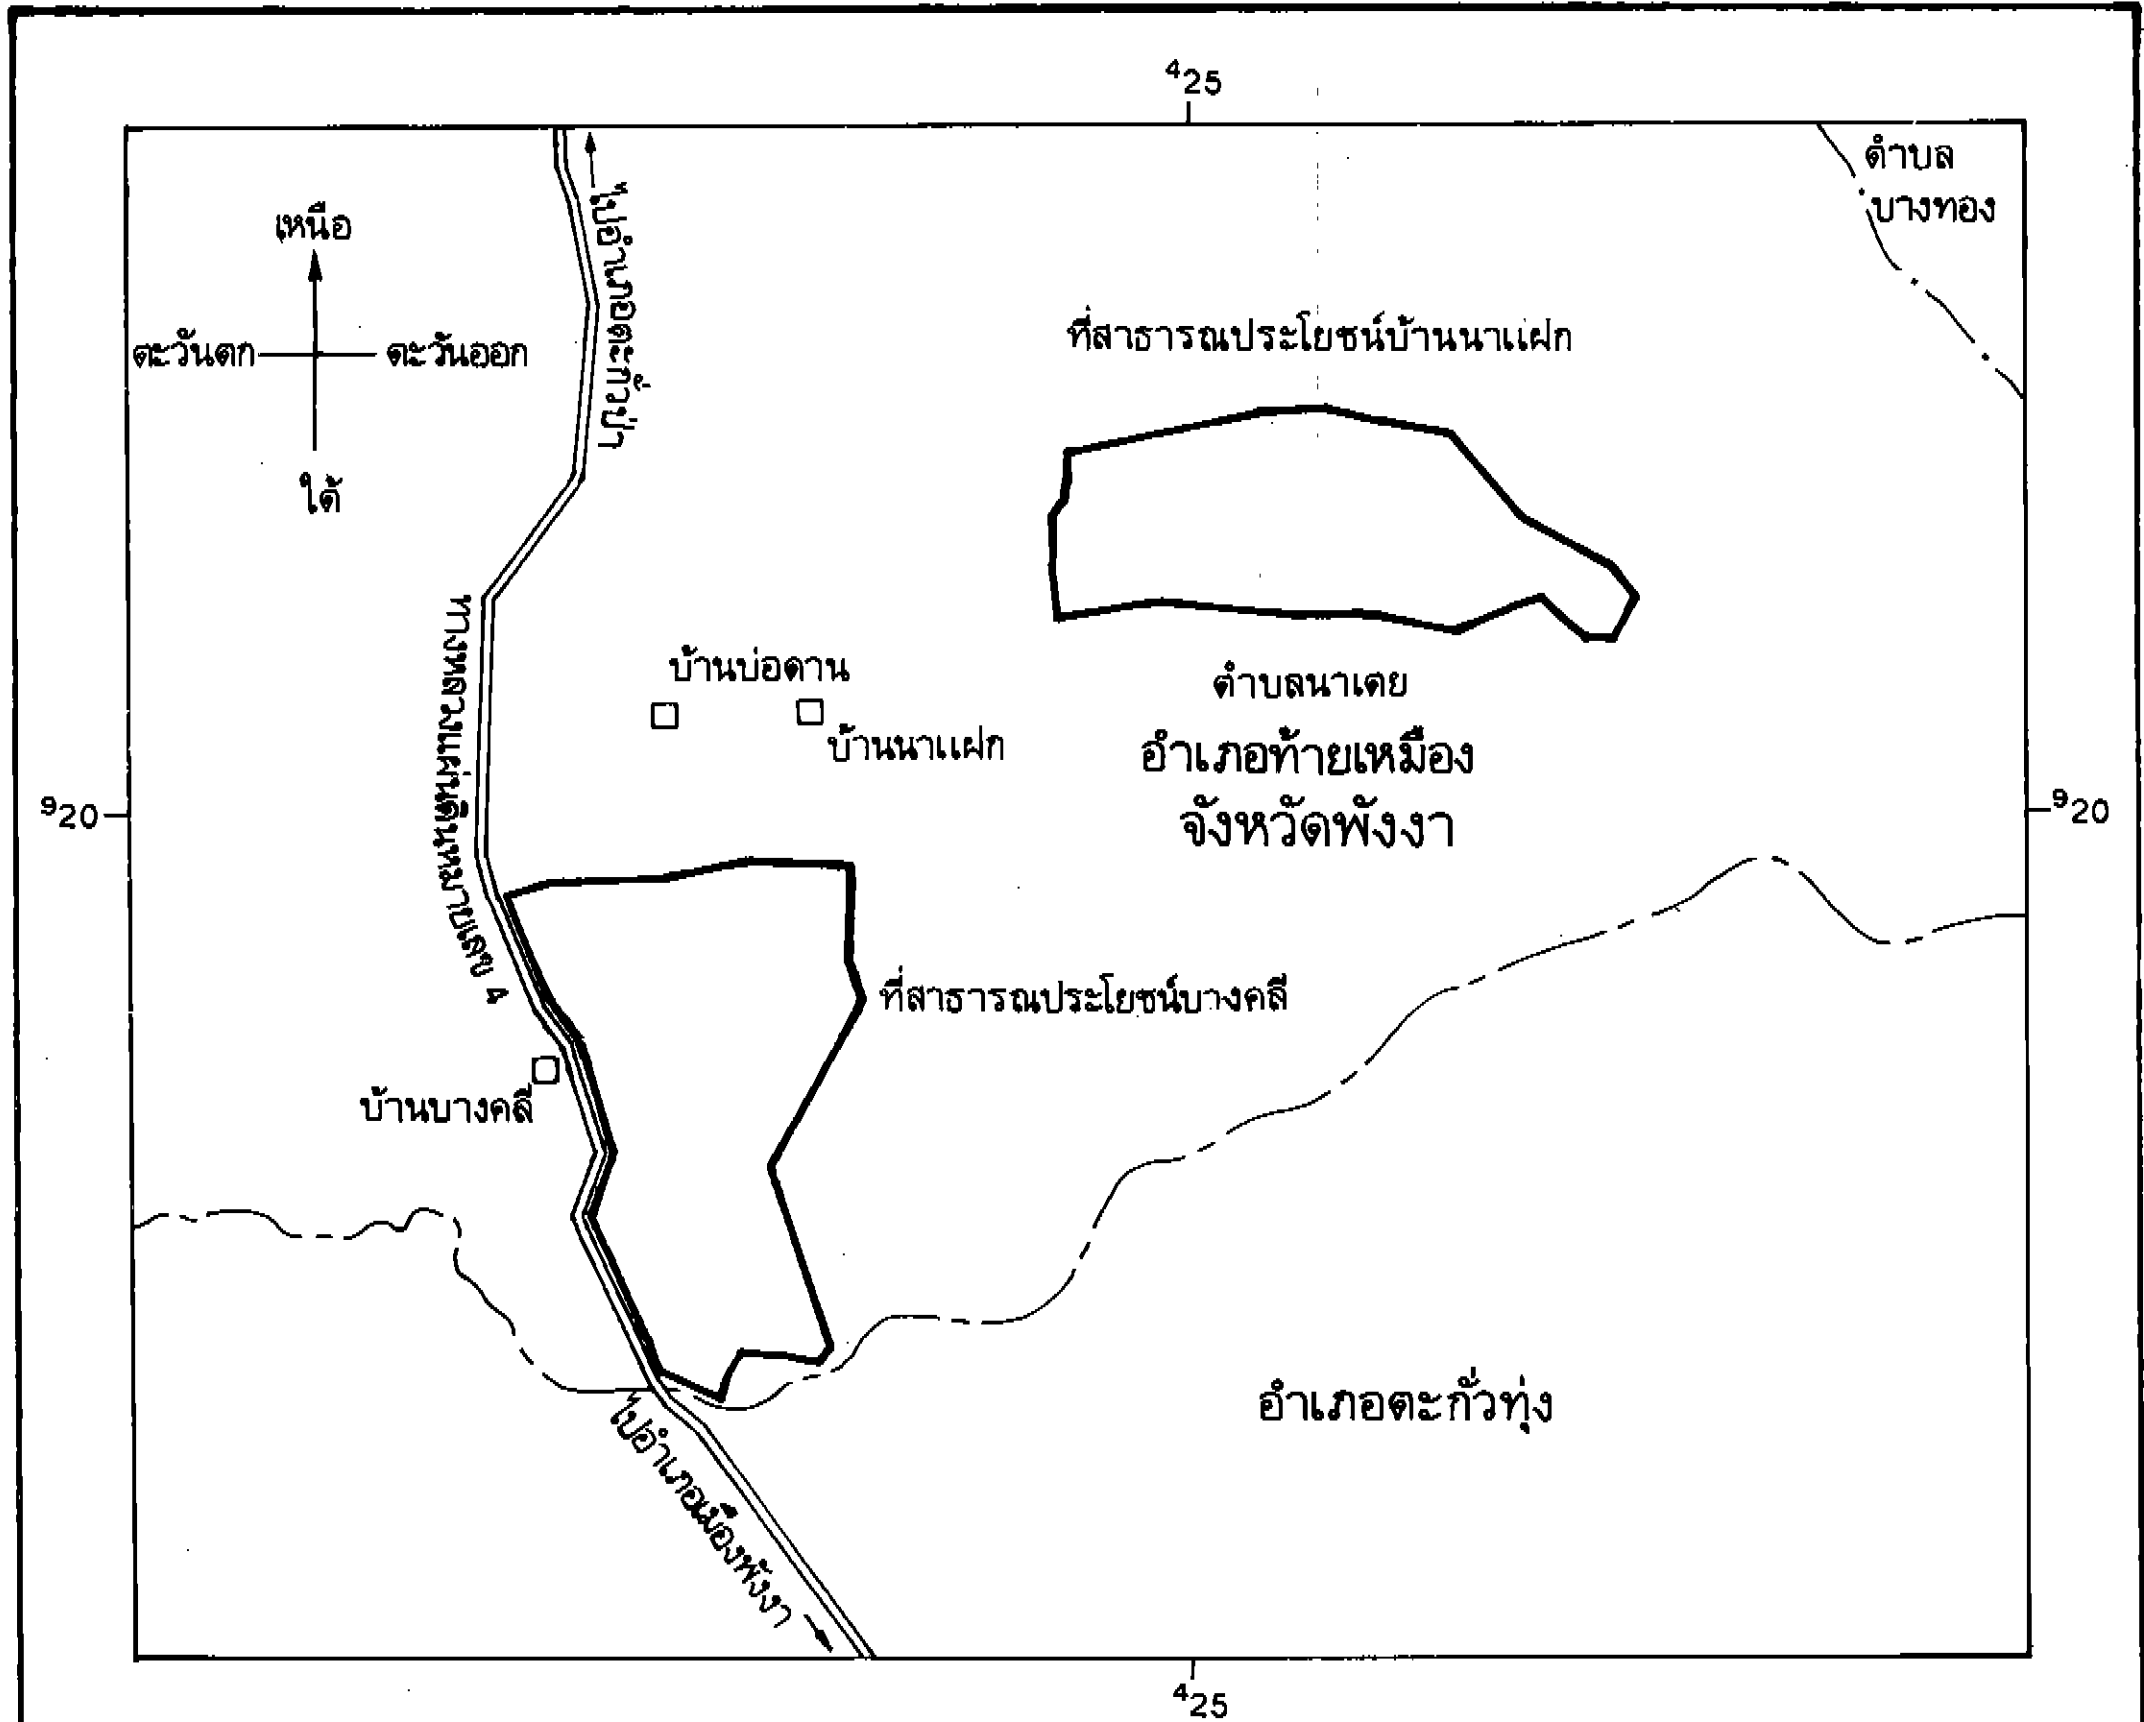 ⁴25
ตำบล
บางทอง
ไปอำเภอตะกั่วป่า
เหนือ
ตะวันตก
ตะวันออก
ใต้
ที่สาธารณประโยชน์บ้านนาแฝก
ทางหลวงแผ่นดินหมายเลข 4
บ้านบ่อดาน
บ้านนาแฝก
ตำบลนาเตย
อำเภอท้ายเหมือง
จังหวัดพังงา
⁹20
⁹20
ที่สาธารณประโยชน์บางคลี
บ้านบางคลี
อำเภอตะกั่วทุ่ง
ไปอำเภอเมืองพังงา
⁴25